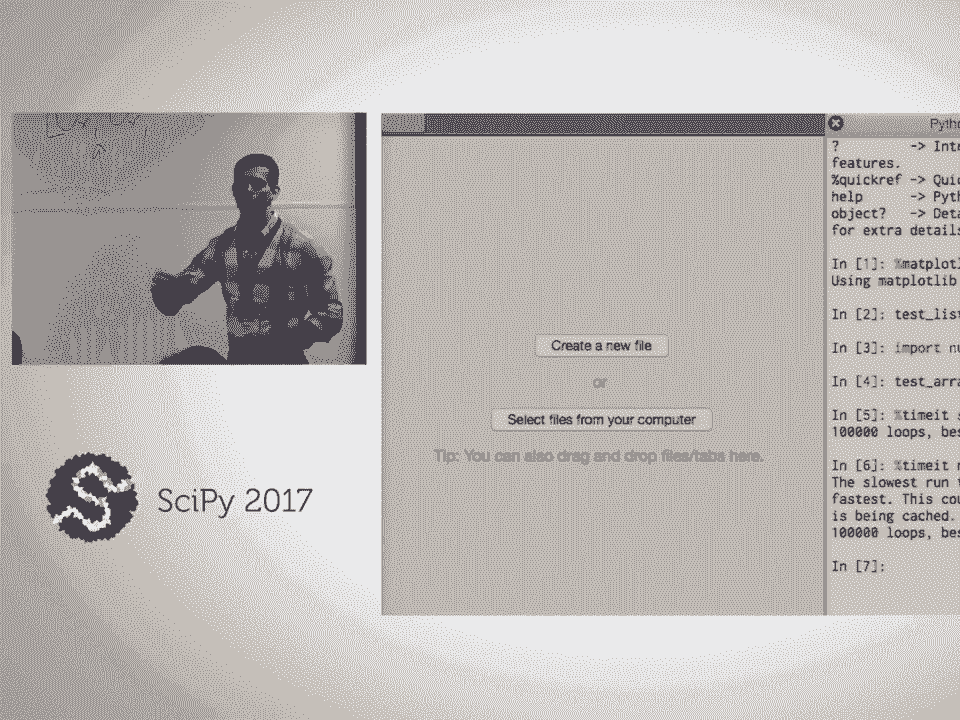 Create a new file
or
Select files from your computer
Tip: You can also drag and drop files/tabs here.
SciPy 2017
Pytho
? -> Intr
features.
%quickref -> Quic
help -> Pyth
object? -> Deta
for extra details
In [1]: %matplotl
Using matplotlib
In [2]: test_list
In [3]: import nu
In [4]: test_arra
In [5]: %timeit s
100000 loops, bes
In [6]: %timeit n
The slowest run t
fastest. This cou
is being cached.
100000 loops, bes
In [7]: